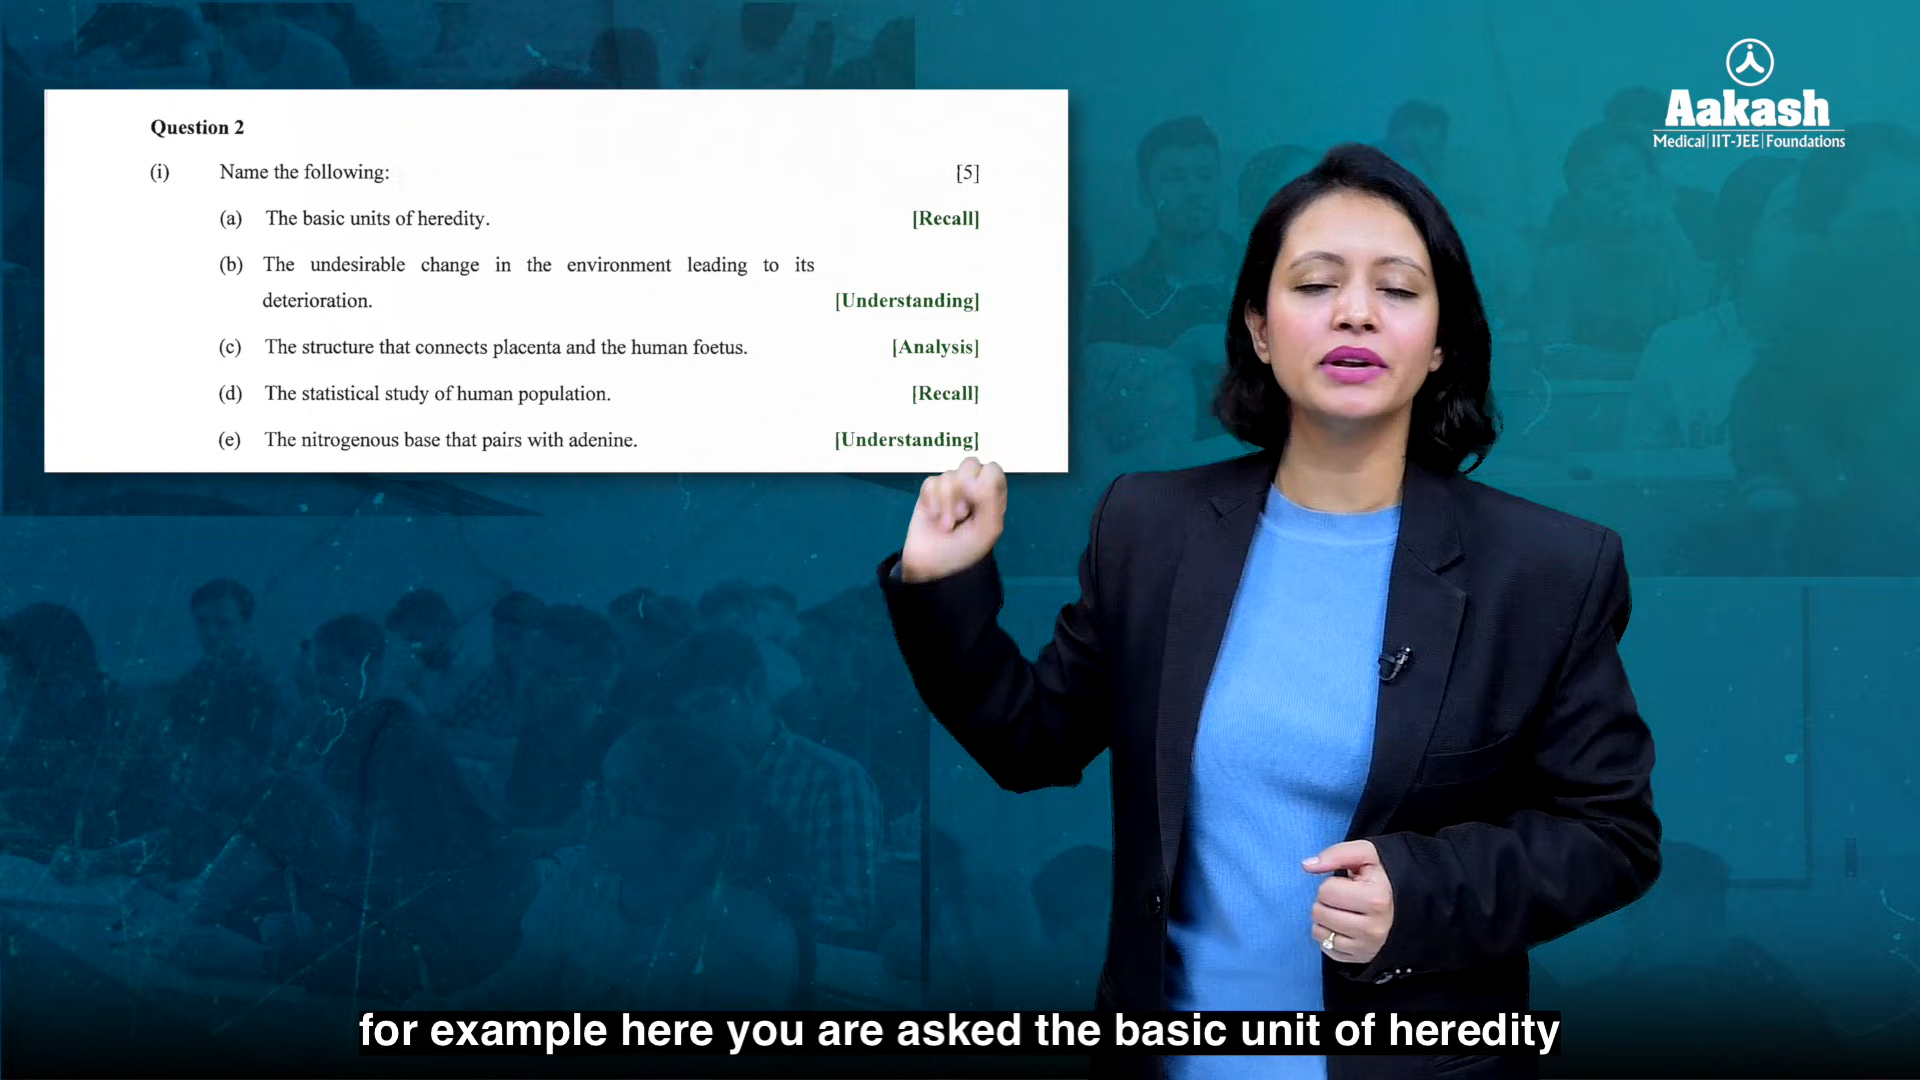 Aakash
Medical|IIT-JEE|Foundations
Question 2
(i) Name the following: [5]
(a) The basic units of heredity. [Recall]
(b) The undesirable change in the environment leading to its
deterioration. [Understanding]
(c) The structure that connects placenta and the human foetus. [Analysis]
(d) The statistical study of human population. [Recall]
(e) The nitrogenous base that pairs with adenine. [Understanding]
for example here you are asked the basic unit of heredity